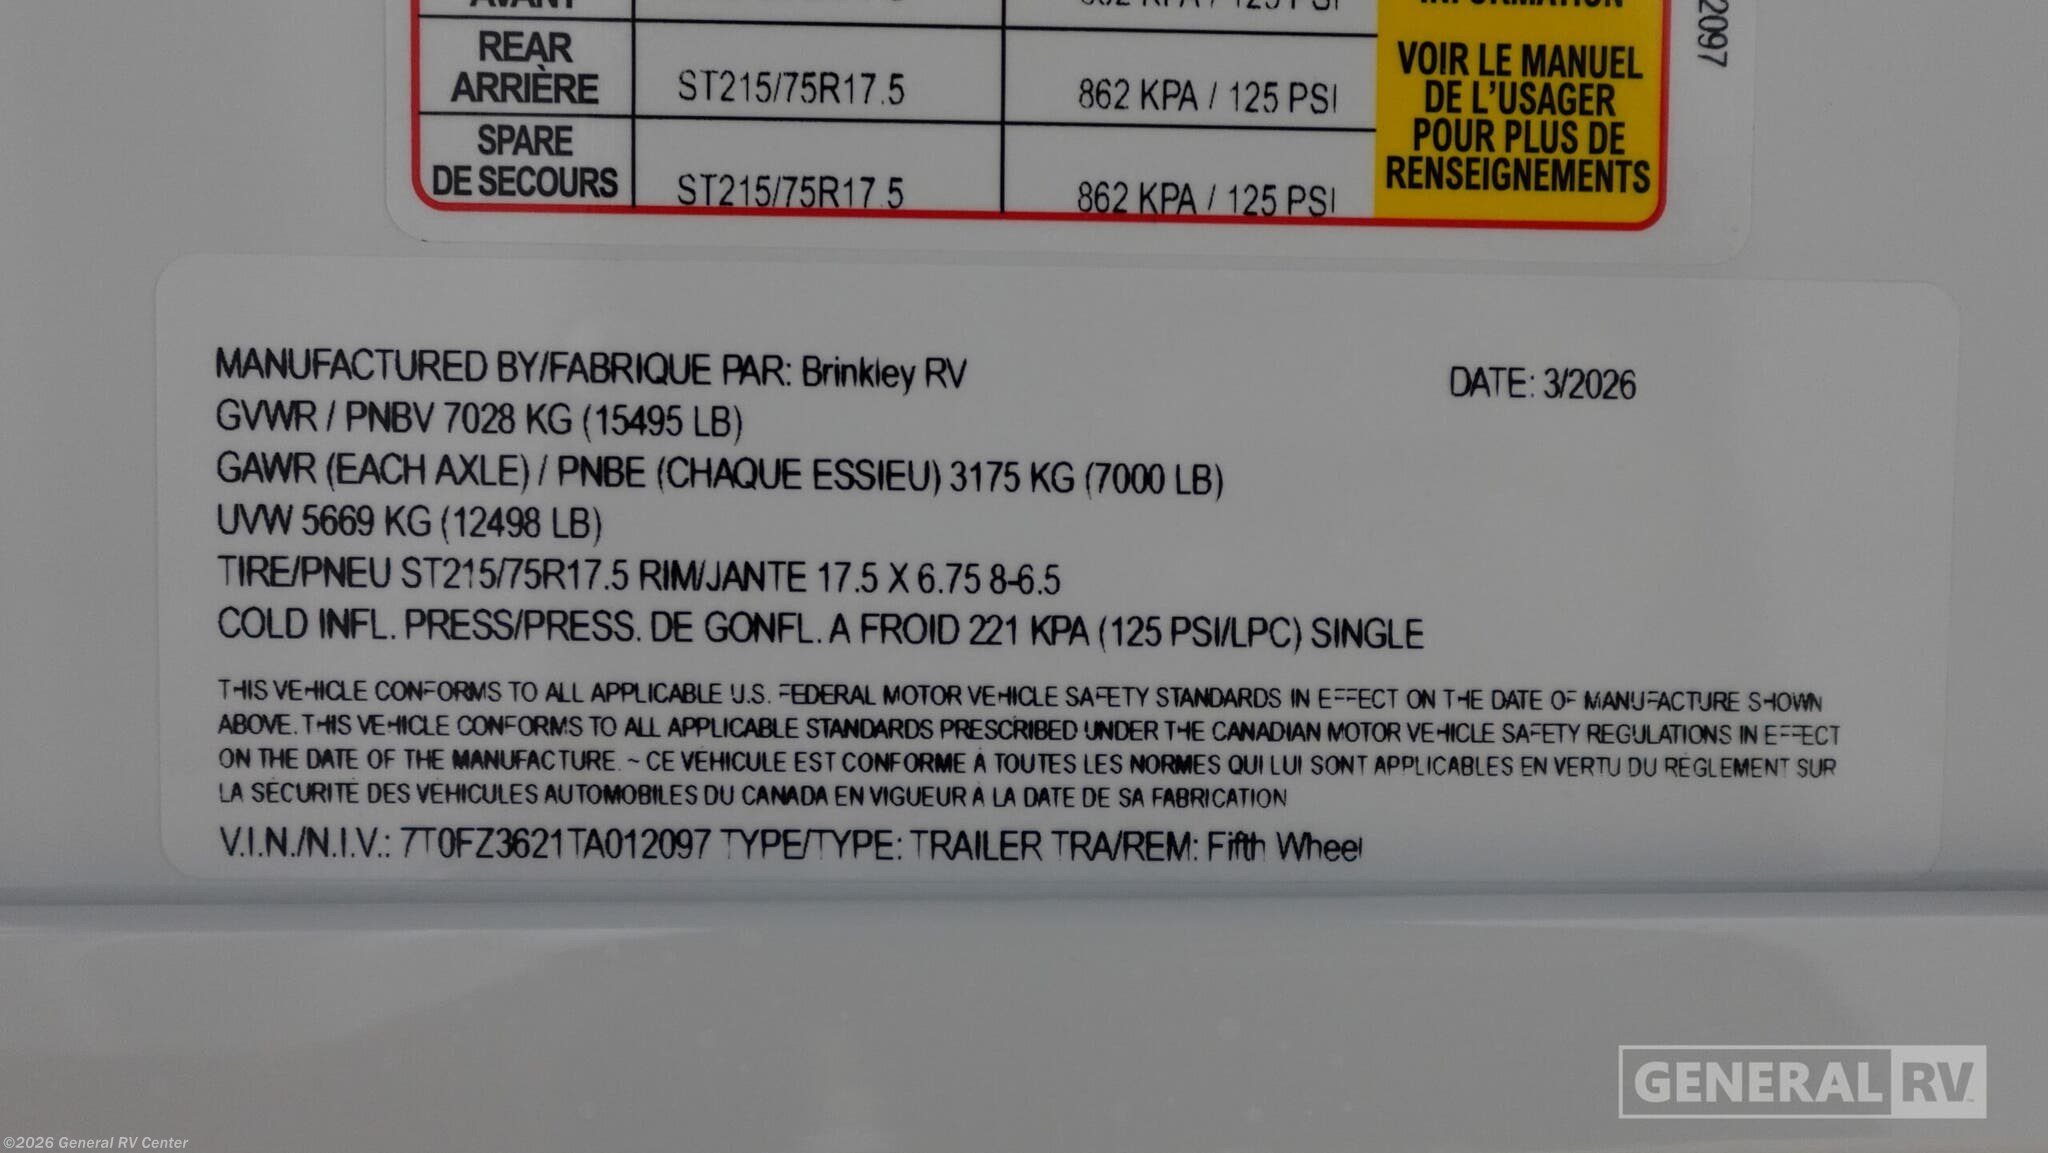 AVANT
862 KPA / 125 PSI
INFORMATION
REAR
ARRIÈRE
ST215/75R17.5
862 KPA / 125 PSI
SPARE
DE SECOURS
ST215/75R17.5
862 KPA / 125 PSI
VOIR LE MANUEL
DE L'USAGER
POUR PLUS DE
RENSEIGNEMENTS
2097
MANUFACTURED BY/FABRIQUE PAR: Brinkley RV
DATE: 3/2026
GVWR / PNBV 7028 KG (15495 LB)
GAWR (EACH AXLE) / PNBE (CHAQUE ESSIEU) 3175 KG (7000 LB)
UVW 5669 KG (12498 LB)
TIRE/PNEU ST215/75R17.5 RIM/JANTE 17.5 X 6.75 8-6.5
COLD INFL. PRESS/PRESS. DE GONFL. A FROID 221 KPA (125 PSI/LPC) SINGLE
THIS VEHICLE CONFORMS TO ALL APPLICABLE U.S. FEDERAL MOTOR VEHICLE SAFETY STANDARDS IN EFFECT ON THE DATE OF MANUFACTURE SHOWN
ABOVE. THIS VEHICLE CONFORMS TO ALL APPLICABLE STANDARDS PRESCRIBED UNDER THE CANADIAN MOTOR VEHICLE SAFETY REGULATIONS IN EFFECT
ON THE DATE OF THE MANUFACTURE. ~ CE VÉHICULE EST CONFORME À TOUTES LES NORMES QUI LUI SONT APPLICABLES EN VERTU DU RÈGLEMENT SUR
LA SÉCURITÉ DES VÉHICULES AUTOMOBILES DU CANADA EN VIGUEUR À LA DATE DE SA FABRICATION
V.I.N./N.I.V.: 7T0FZ3621TA012097 TYPE/TYPE: TRAILER TRA/REM: Fifth Wheel
GENERAL RV
©2026 General RV Center